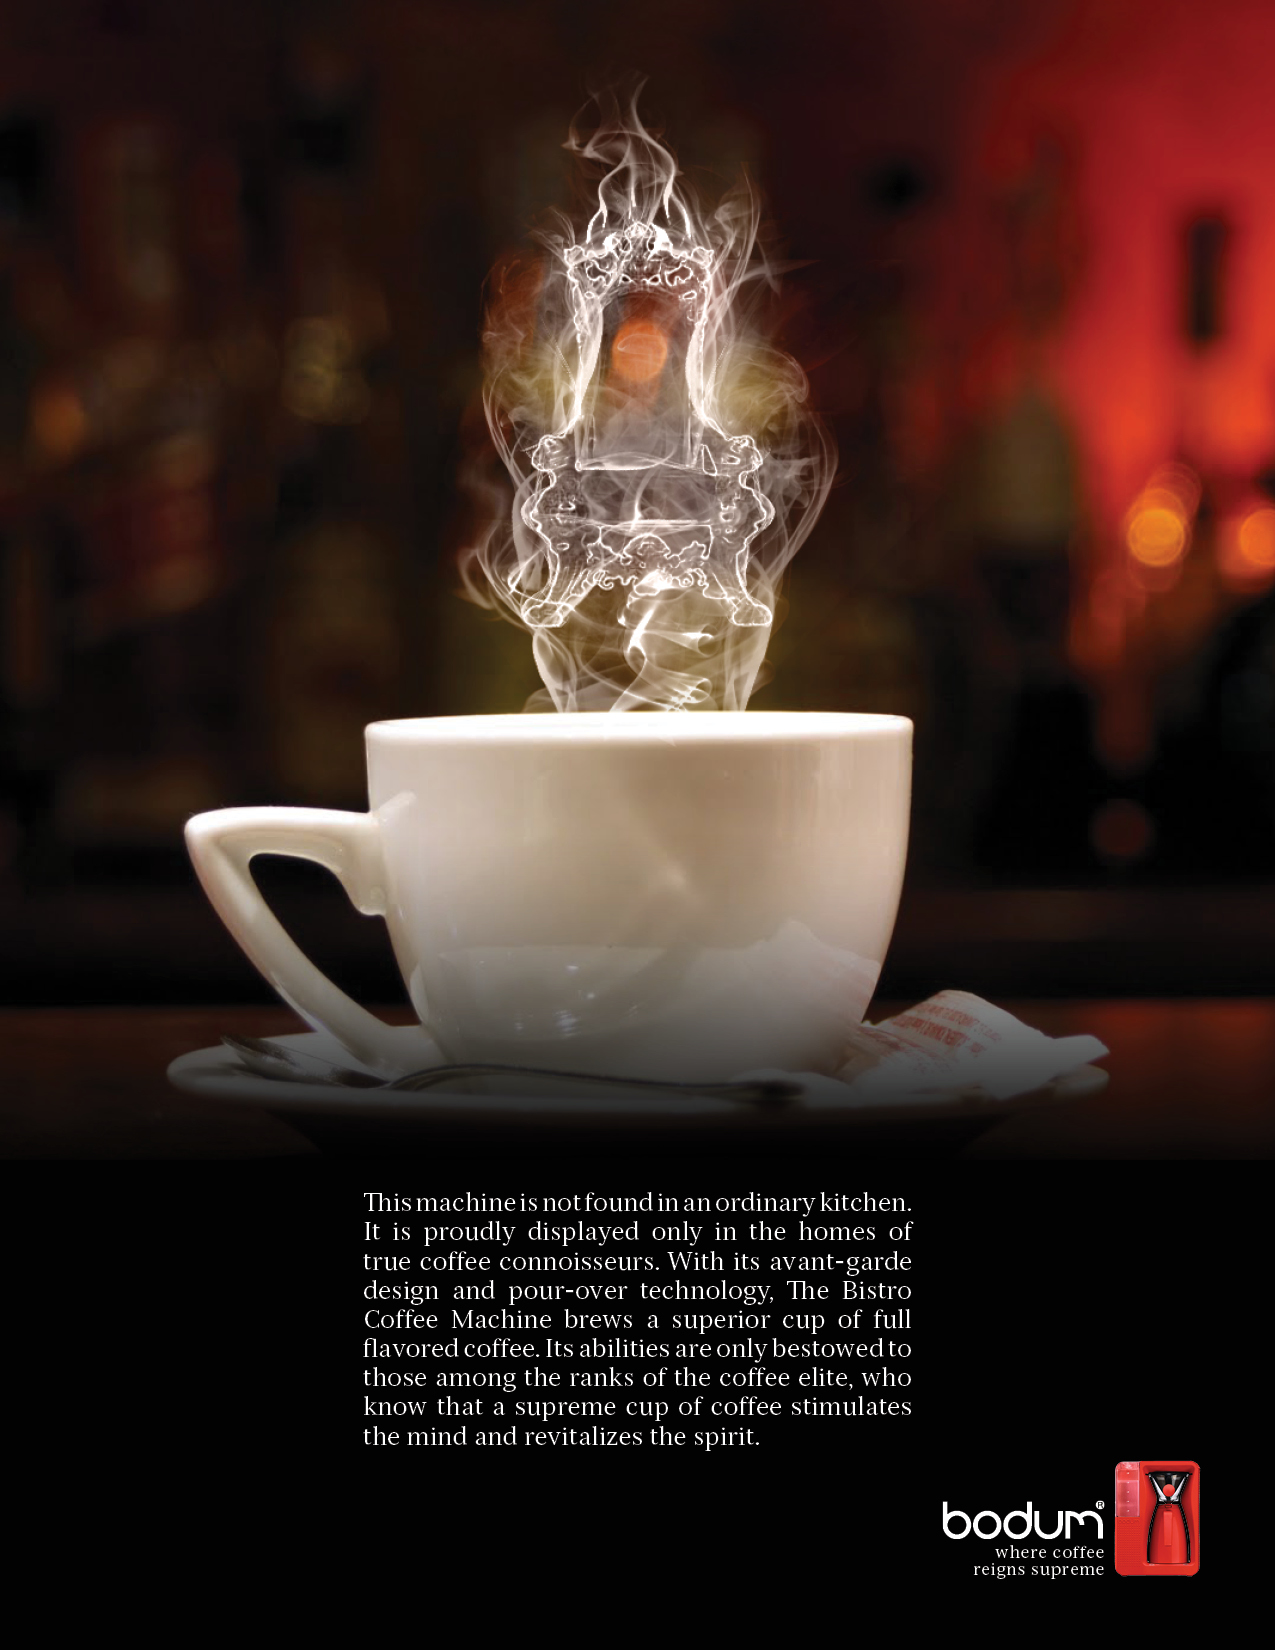 This machine is not found in an ordinary kitchen.
It is proudly displayed only in the homes of
true coffee connoisseurs. With its avant-garde
design and pour-over technology, The Bistro
Coffee Machine brews a superior cup of full
flavored coffee. Its abilities are only bestowed to
those among the ranks of the coffee elite, who
know that a supreme cup of coffee stimulates
the mind and revitalizes the spirit.
bodum®
where coffee
reigns supreme